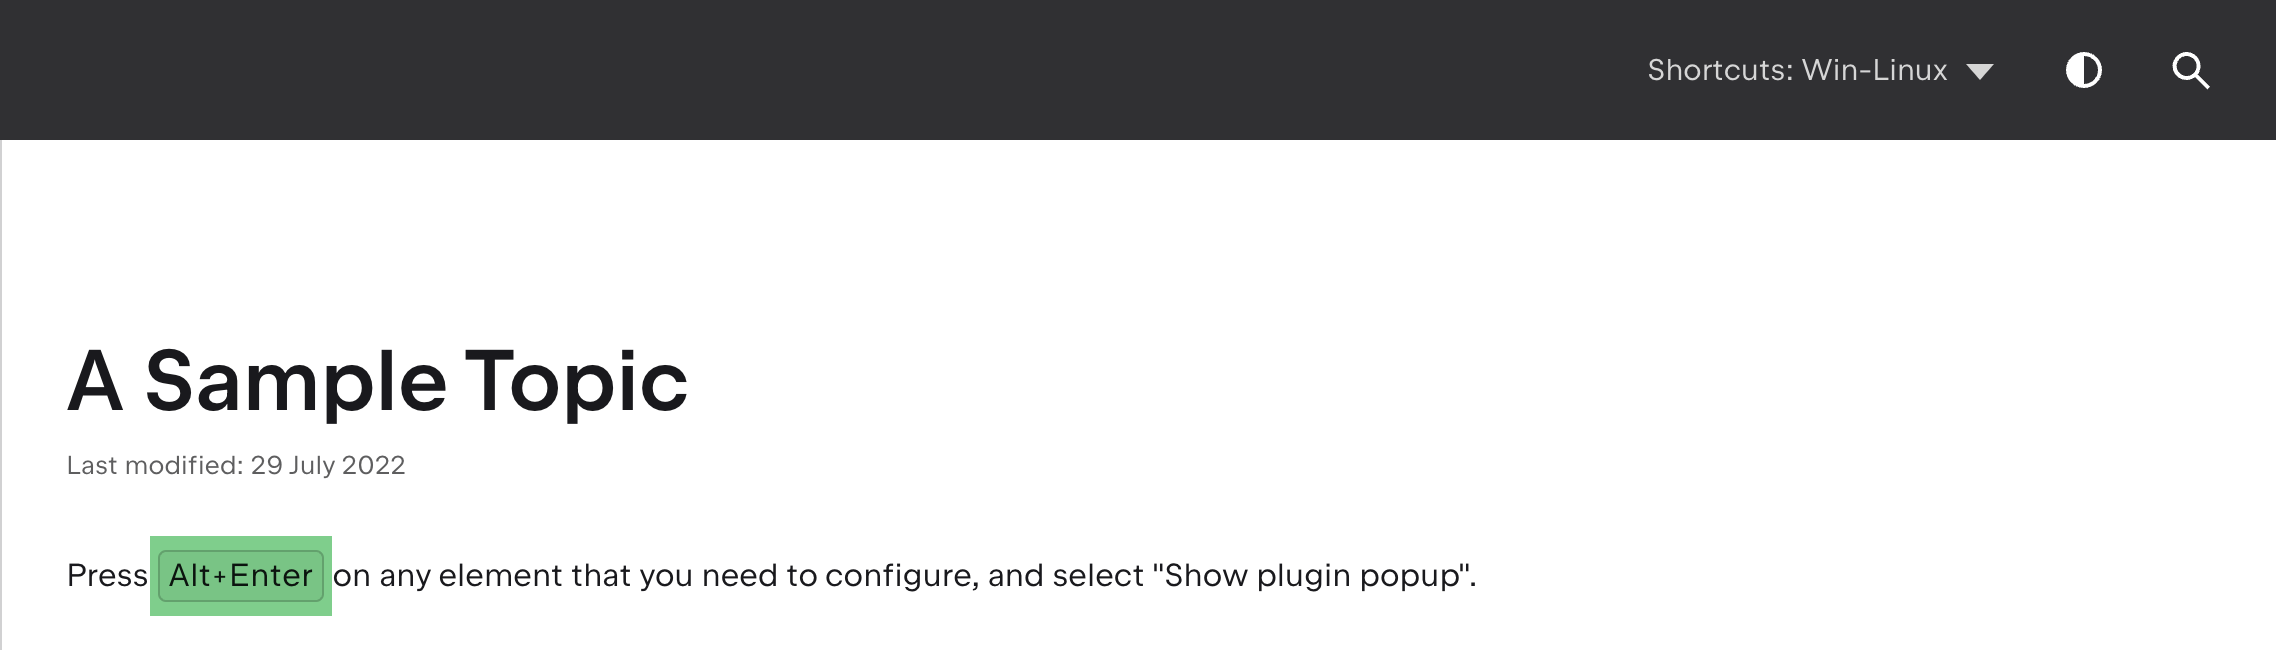 Shortcuts: Win-Linux
A Sample Topic
Last modified: 29 July 2022
Press Alt+Enter on any element that you need to configure, and select "Show plugin popup".